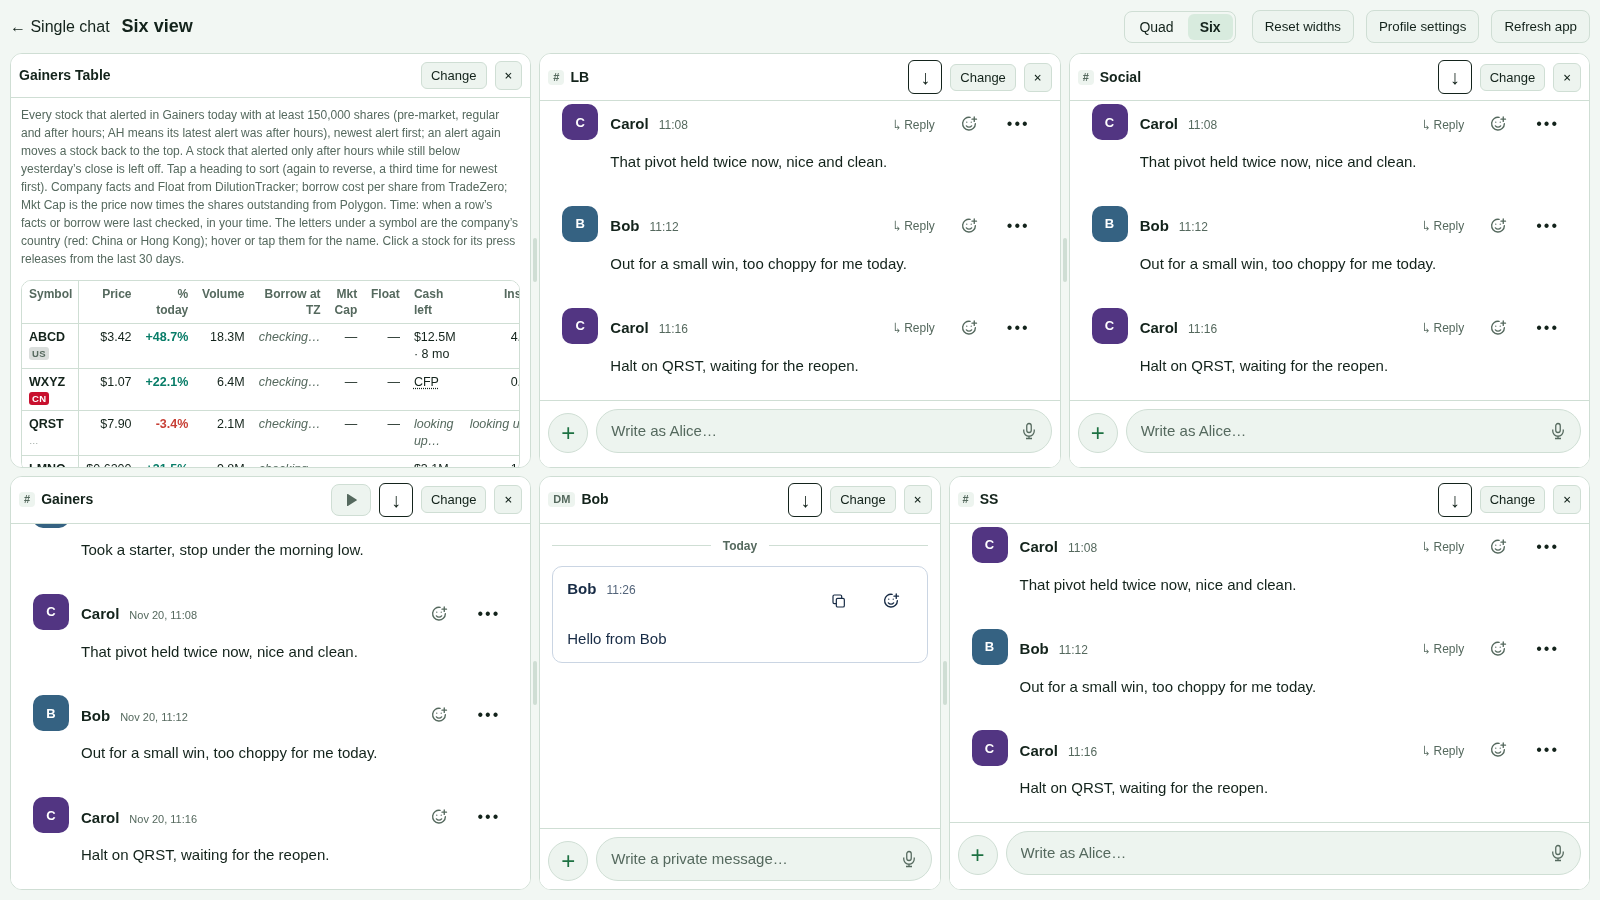 ← Single chat Six view Quad Six Reset widths Profile settings Refresh app
Gainers Table Change ×
Every stock that alerted in Gainers today with at least 150,000 shares (pre-market, regular
and after hours; AH means its latest alert was after hours), newest alert first; an alert again
moves a stock back to the top. A stock that alerted only after hours while still below
yesterday's close is left off. Tap a heading to sort (again to reverse, a third time for newest
first). Company facts and Float from DilutionTracker; borrow cost per share from TradeZero;
Mkt Cap is the price now times the shares outstanding from Polygon. Time: when a row's
facts or borrow were last checked, in your time. The letters under a symbol are the company's
country (red: China or Hong Kong); hover or tap them for the name. Click a stock for its press
releases from the last 30 days.
Symbol Price % today Volume Borrow at TZ Mkt Cap Float Cash left Ins
ABCD $3.42 +48.7% 18.3M checking… — — $12.5M 4.
US · 8 mo
WXYZ $1.07 +22.1% 6.4M checking… — — CFP 0.
CN
QRST $7.90 -3.4% 2.1M checking… — — looking looking u
… up…
# LB ↓ Change ×
C Carol 11:08 ↳ Reply •••
That pivot held twice now, nice and clean.
B Bob 11:12 ↳ Reply •••
Out for a small win, too choppy for me today.
C Carol 11:16 ↳ Reply •••
Halt on QRST, waiting for the reopen.
+ Write as Alice…
# Social ↓ Change ×
C Carol 11:08 ↳ Reply •••
That pivot held twice now, nice and clean.
B Bob 11:12 ↳ Reply •••
Out for a small win, too choppy for me today.
C Carol 11:16 ↳ Reply •••
Halt on QRST, waiting for the reopen.
+ Write as Alice…
# Gainers ↓ Change ×
Took a starter, stop under the morning low.
C Carol Nov 20, 11:08 •••
That pivot held twice now, nice and clean.
B Bob Nov 20, 11:12 •••
Out for a small win, too choppy for me today.
C Carol Nov 20, 11:16 •••
Halt on QRST, waiting for the reopen.
DM Bob ↓ Change ×
Today
Bob 11:26
Hello from Bob
+ Write a private message…
# SS ↓ Change ×
C Carol 11:08 ↳ Reply •••
That pivot held twice now, nice and clean.
B Bob 11:12 ↳ Reply •••
Out for a small win, too choppy for me today.
C Carol 11:16 ↳ Reply •••
Halt on QRST, waiting for the reopen.
+ Write as Alice…